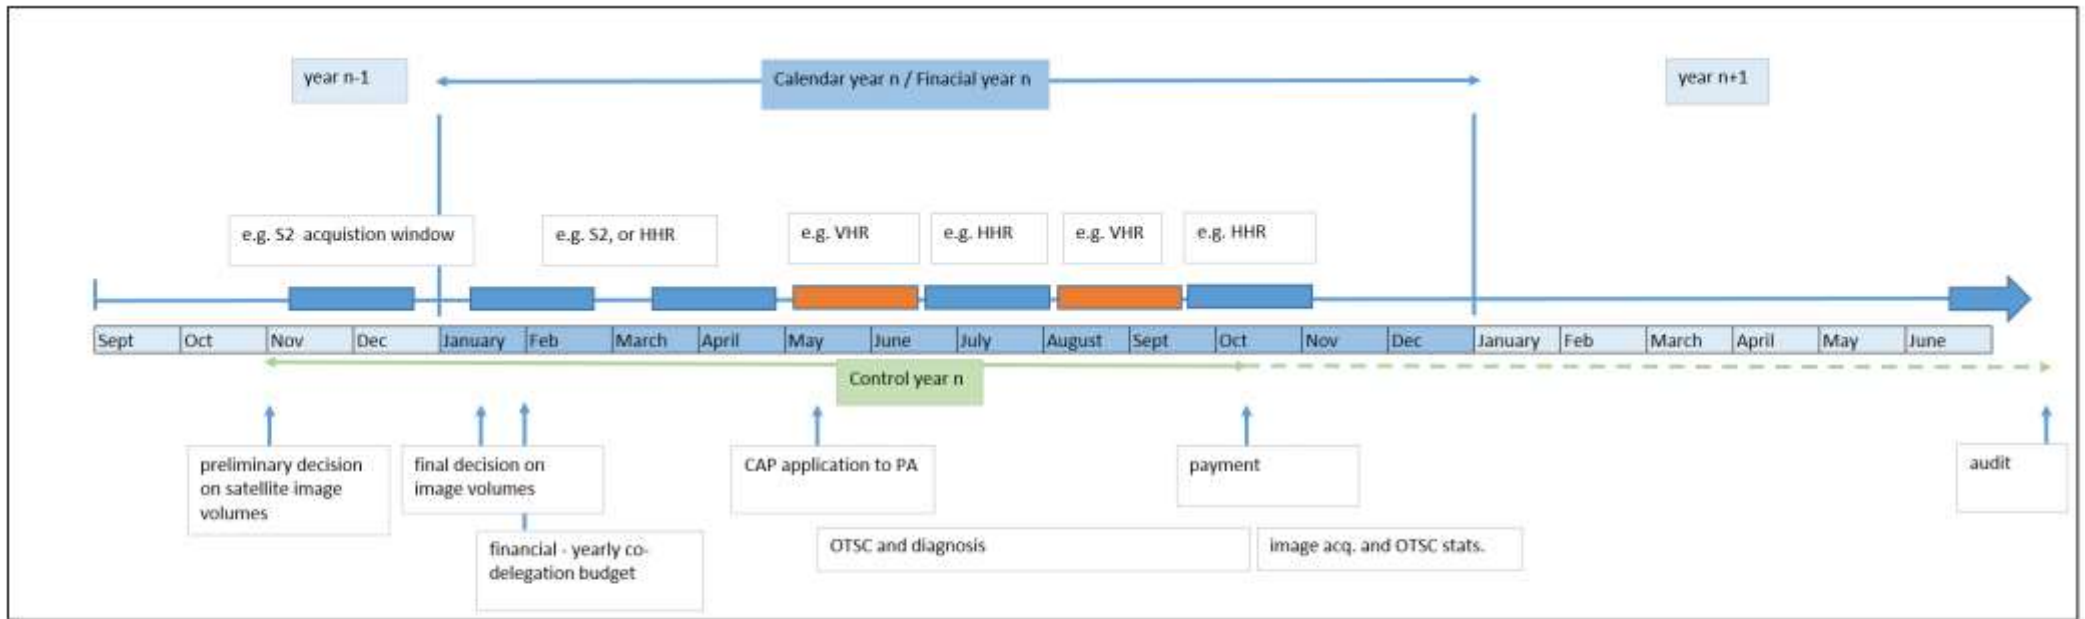 year n-1
Calendar year n / Finacial year n
year n+1
e.g. S2 acquistion window
e.g. S2, or HHR
e.g. VHR
e.g. HHR
e.g. VHR
e.g. HHR
Sept
Oct
Nov
Dec
January
Feb
March
April
May
June
July
August
Sept
Oct
Nov
Dec
January
Feb
March
April
May
June
Control year n
preliminary decision
on satellite image
volumes
final decision on
image volumes
CAP application to PA
payment
audit
financial - yearly co-
delegation budget
OTSC and diagnosis
image acq. and OTSC stats.